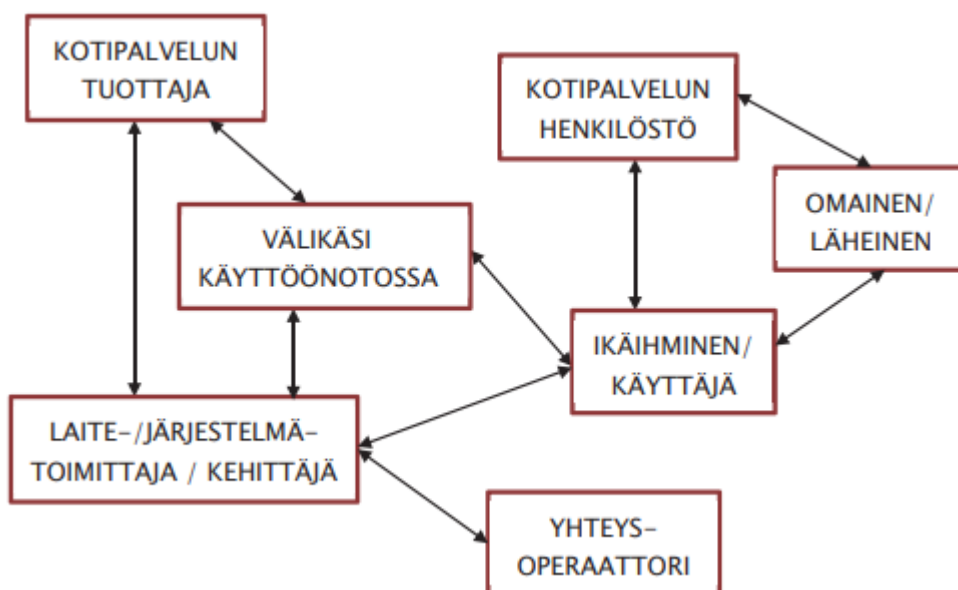 KOTIPALVELUN
TUOTTAJA
KOTIPALVELUN
HENKILÖSTÖ
OMAINEN/
LÄHEINEN
VÄLIKÄSI
KÄYTTÖÖNOTOSSA
IKÄIHMINEN/
KÄYTTÄJÄ
LAITE-/JÄRJESTELMÄ-
TOIMITTAJA / KEHITTÄJÄ
YHTEYS-
OPERAATTORI